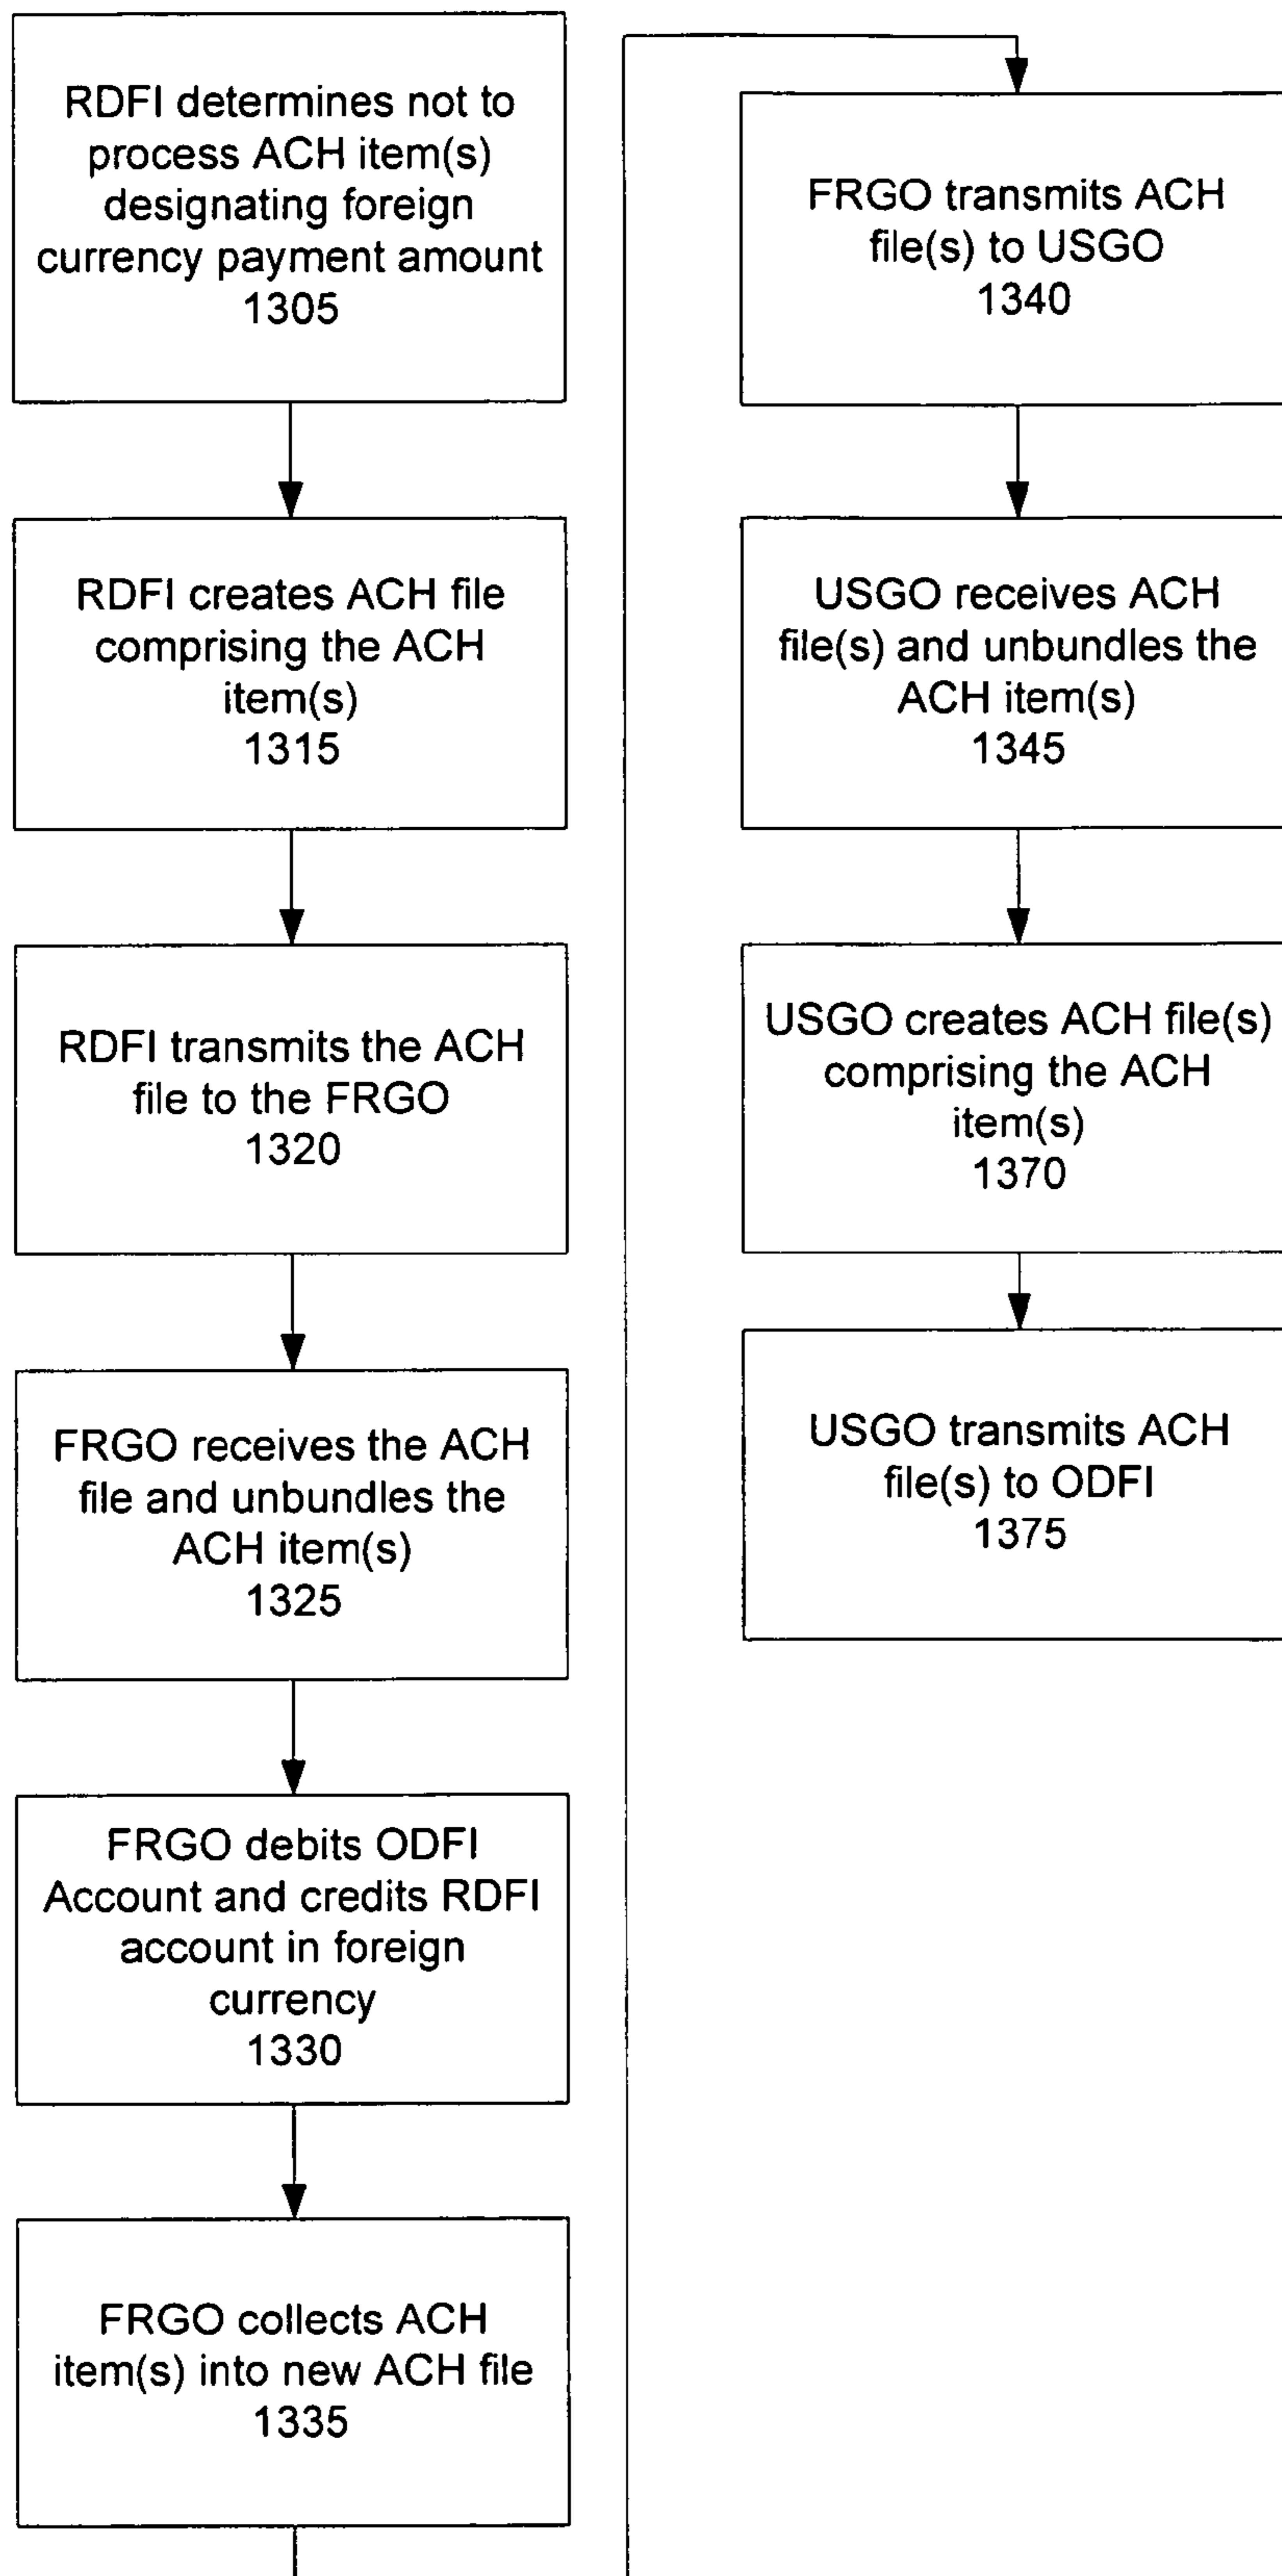 RDFI determines not to
process ACH item(s)
designating foreign
currency payment amount
1305
RDFI creates ACH file
comprising the ACH
item(s)
1315
RDFI transmits the ACH
file to the FRGO
1320
FRGO receives the ACH
file and unbundles the
ACH item(s)
1325
FRGO debits ODFI
Account and credits RDFI
account in foreign
currency
1330
FRGO collects ACH
item(s) into new ACH file
1335
FRGO transmits ACH
file(s) to USGO
1340
USGO receives ACH
file(s) and unbundles the
ACH item(s)
1345
USGO creates ACH file(s)
comprising the ACH
item(s)
1370
USGO transmits ACH
file(s) to ODFI
1375